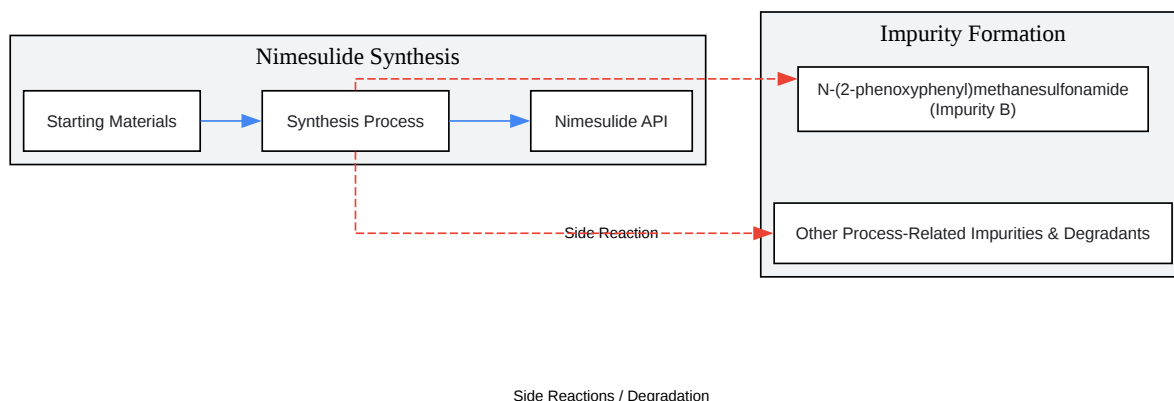 Nimesulide Synthesis
Starting Materials
Synthesis Process
Nimesulide API
Impurity Formation
N-(2-phenoxyphenyl)methanesulfonamide
(Impurity B)
Side Reaction
Other Process-Related Impurities & Degradants
Side Reactions / Degradation